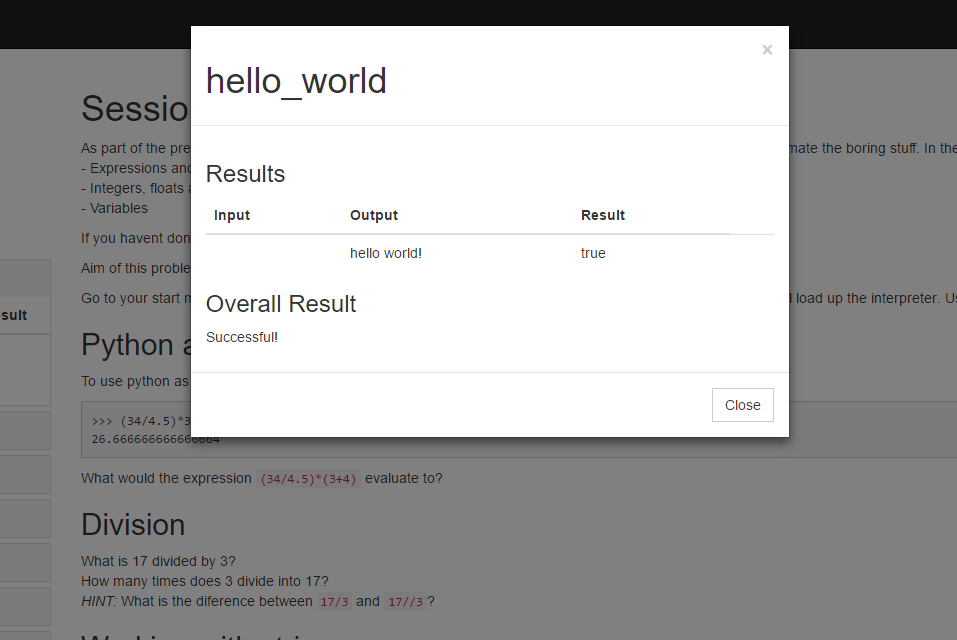 ×
hello_world
Results
Input Output Result
hello world! true
Overall Result
Successful!
Close
Sessio
As part of the pre mate the boring stuff. In the
- Expressions and
- Integers, floats
- Variables
If you havent don
Aim of this proble
Go to your start load up the interpreter.
sult
Python
To use python as
>>> (34/4.5)*3
26.666666666666664
What would the expression (34/4.5)*(3+4) evaluate to?
Division
What is 17 divided by 3?
How many times does 3 divide into 17?
HINT: What is the diference between 17/3 and 17//3 ?